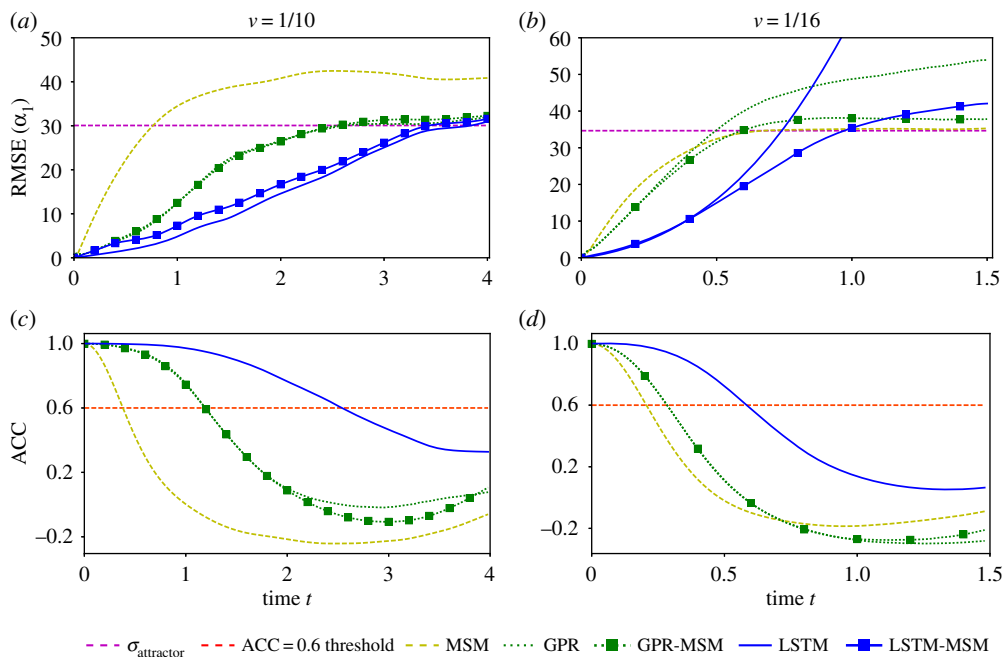 (a) ν = 1/10
50
40
30
20
10
0
RMSE (α1)
0 1 2 3 4
(b) ν = 1/16
60
50
40
30
20
10
0
0 0.5 1.0 1.5
(c)
1.0
0.6
0.2
−0.2
ACC
0 1 2 3 4
time t
(d)
1.0
0.6
0.2
−0.2
0 0.5 1.0 1.5
time t
σattractor ACC = 0.6 threshold MSM GPR GPR-MSM LSTM LSTM-MSM